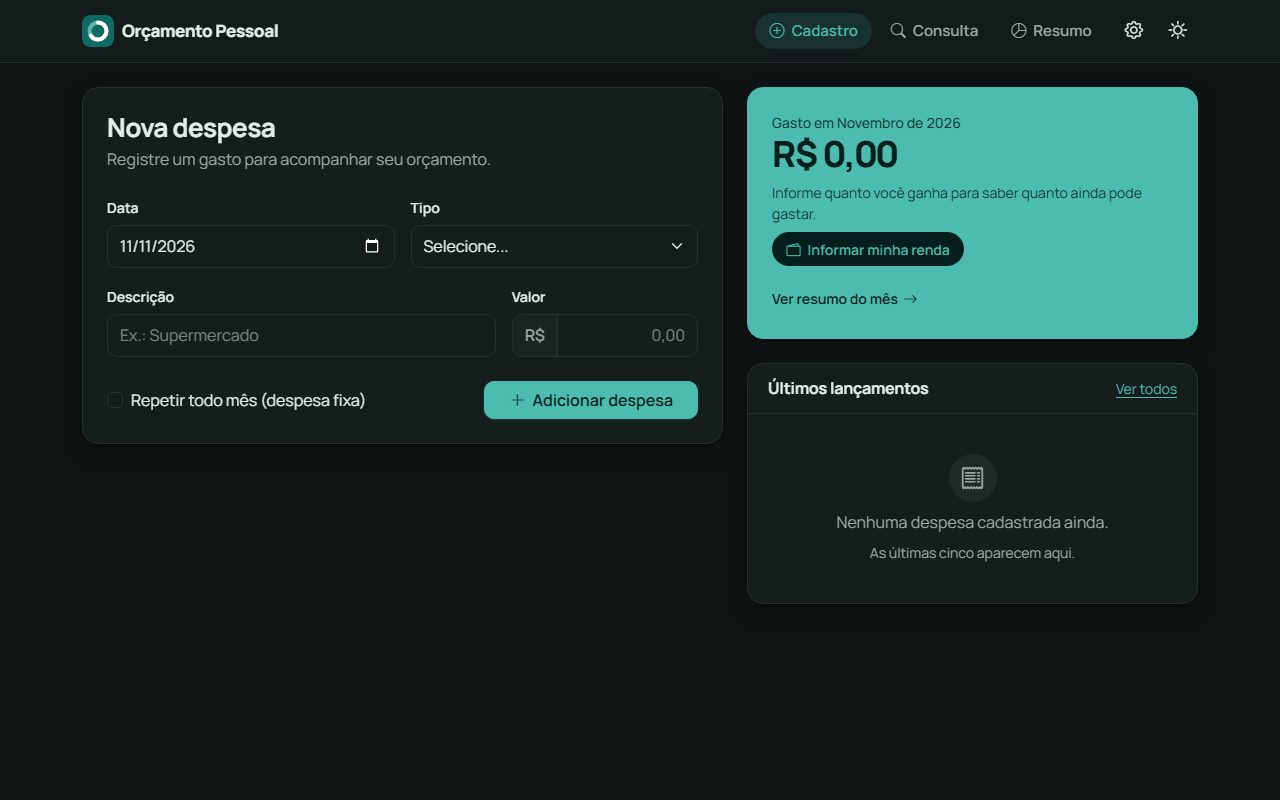 Orçamento Pessoal
Cadastro
Consulta
Resumo
Nova despesa
Registre um gasto para acompanhar seu orçamento.
Data
Tipo
11/11/2026
Selecione...
Descrição
Valor
Ex.: Supermercado
R$
0,00
Repetir todo mês (despesa fixa)
Adicionar despesa
Gasto em Novembro de 2026
R$ 0,00
Informe quanto você ganha para saber quanto ainda pode
gastar.
Informar minha renda
Ver resumo do mês
Últimos lançamentos
Ver todos
Nenhuma despesa cadastrada ainda.
As últimas cinco aparecem aqui.